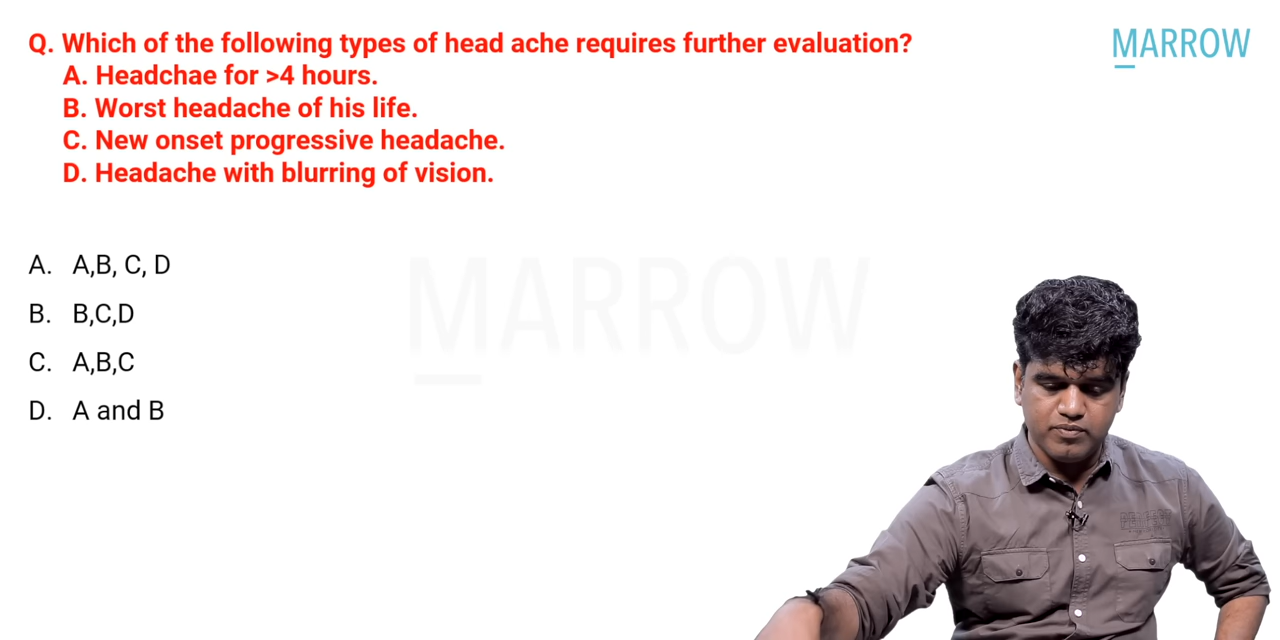 Q. Which of the following types of head ache requires further evaluation?
A. Headchae for >4 hours.
B. Worst headache of his life.
C. New onset progressive headache.
D. Headache with blurring of vision.
MARROW
A. A,B, C, D
B. B,C,D
C. A,B,C
D. A and B
MARROW